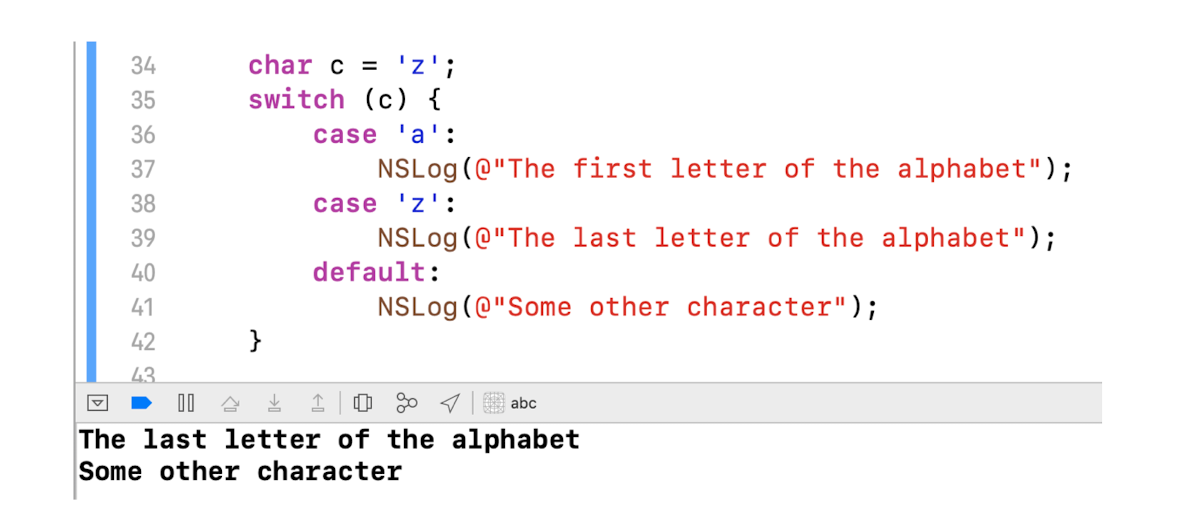 34 char c = 'z';
35 switch (c) {
36 case 'a':
37 NSLog(@"The first letter of the alphabet");
38 case 'z':
39 NSLog(@"The last letter of the alphabet");
40 default:
41 NSLog(@"Some other character");
42 }
43
abc
The last letter of the alphabet
Some other character